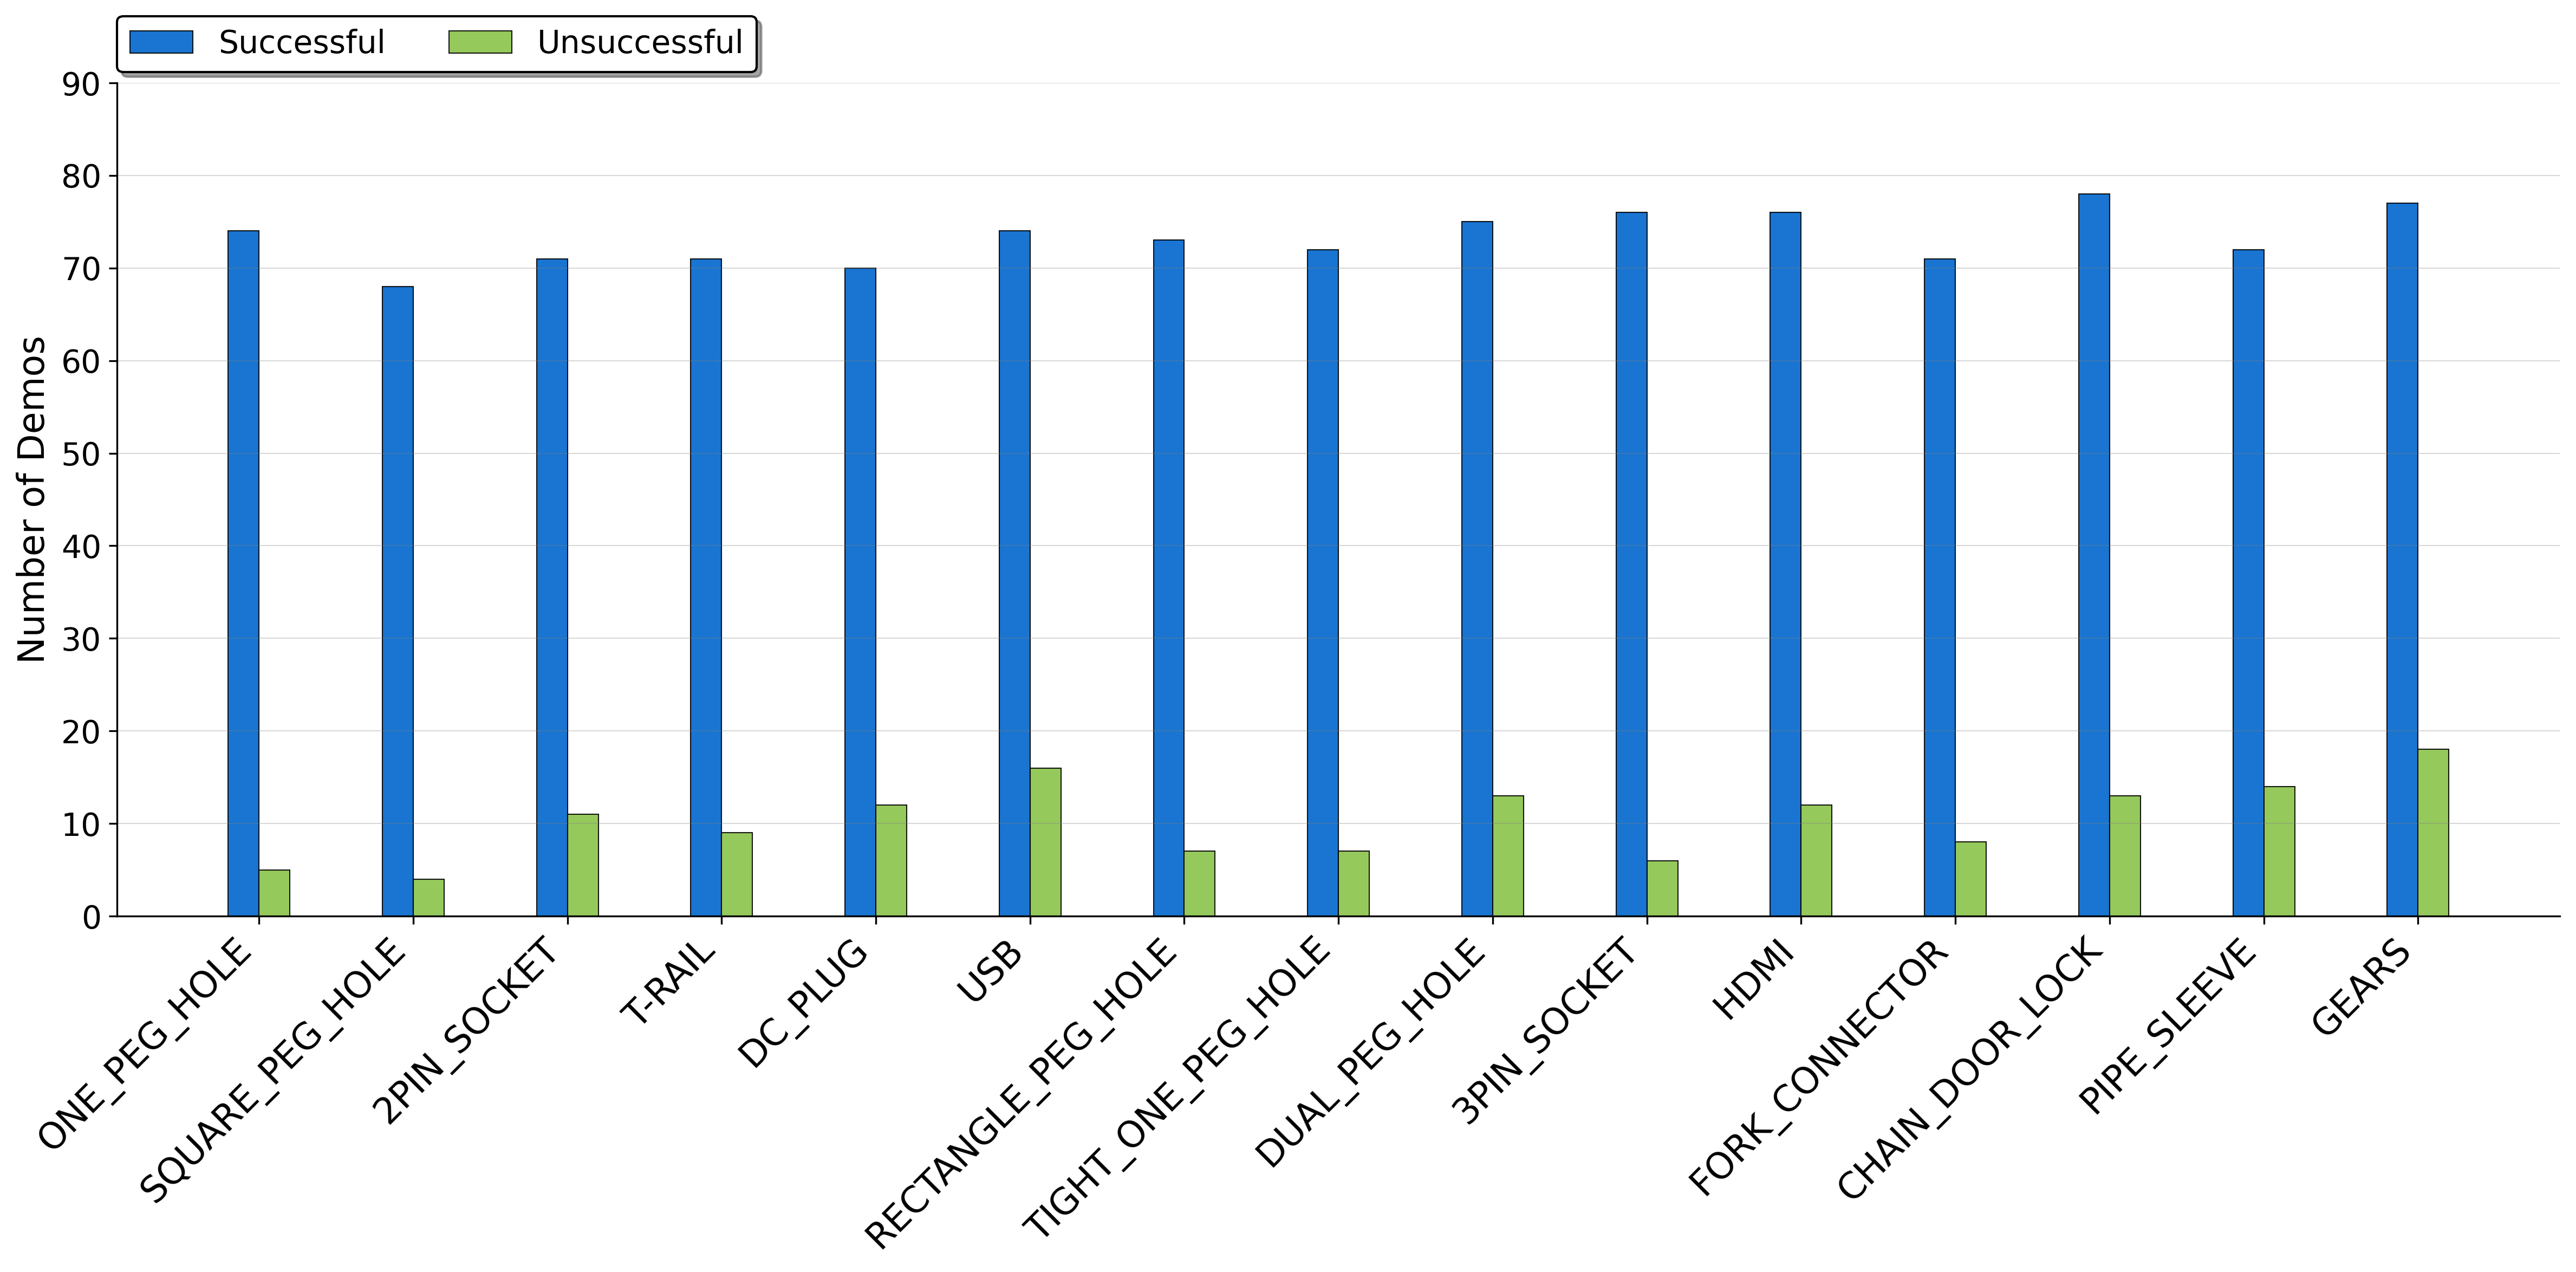 Successful Unsuccessful
90
80
70
60
50
40
30
20
10
0
Number of Demos
ONE_PEG_HOLE
SQUARE_PEG_HOLE
2PIN_SOCKET
T-RAIL
DC_PLUG
USB
RECTANGLE_PEG_HOLE
TIGHT_ONE_PEG_HOLE
DUAL_PEG_HOLE
3PIN_SOCKET
HDMI
FORK_CONNECTOR
CHAIN_DOOR_LOCK
PIPE_SLEEVE
GEARS